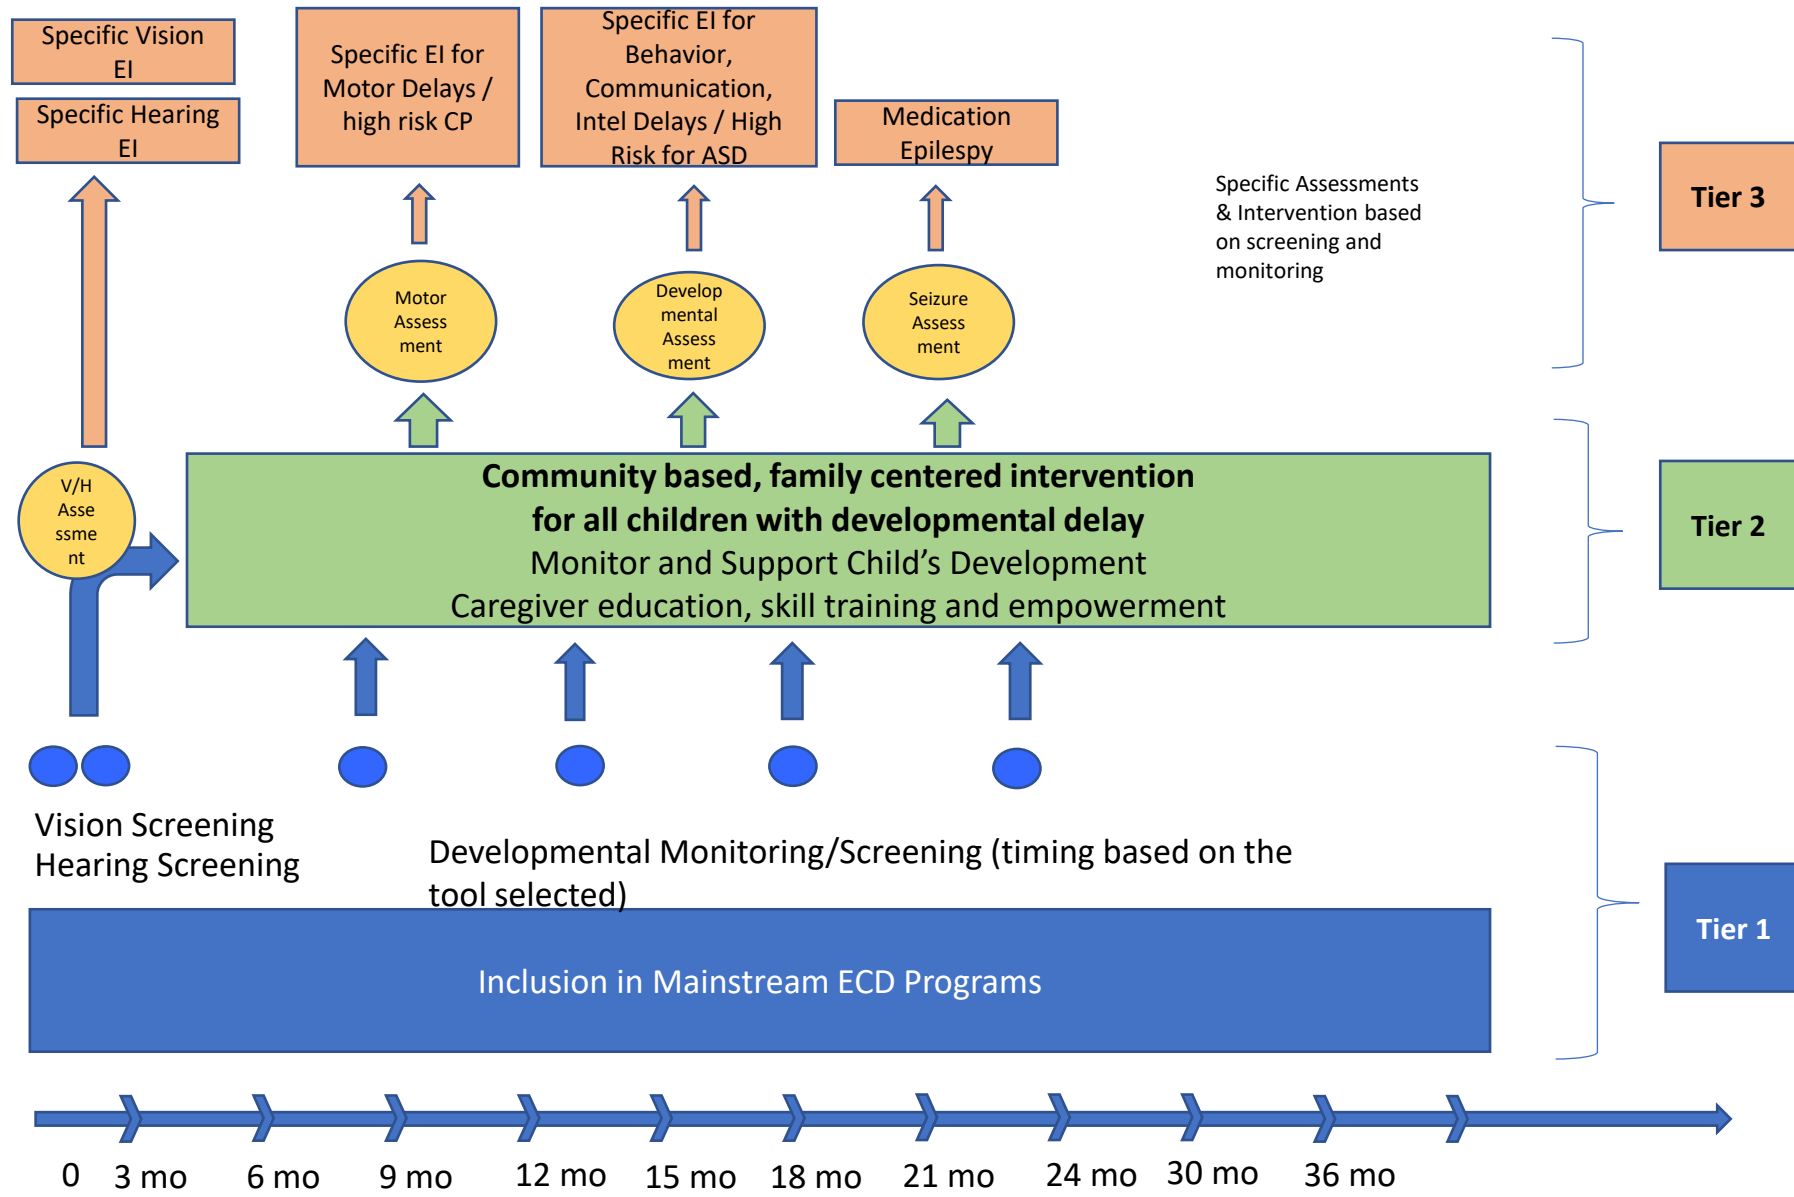 Specific Vision
EI
Specific Hearing
EI
Specific EI for
Motor Delays /
high risk CP
Specific EI for
Behavior,
Communication,
Intel Delays / High
Risk for ASD
Medication
Epilespy
Specific Assessments
& Intervention based
on screening and
monitoring
Tier 3
Motor
Assess
ment
Develop
mental
Assess
ment
Seizure
Assess
ment
V/H
Asse
ssme
nt
Community based, family centered intervention
for all children with developmental delay
Monitor and Support Child’s Development
Caregiver education, skill training and empowerment
Tier 2
Vision Screening
Hearing Screening
Developmental Monitoring/Screening (timing based on the
tool selected)
Inclusion in Mainstream ECD Programs
Tier 1
0 3 mo 6 mo 9 mo 12 mo 15 mo 18 mo 21 mo 24 mo 30 mo 36 mo